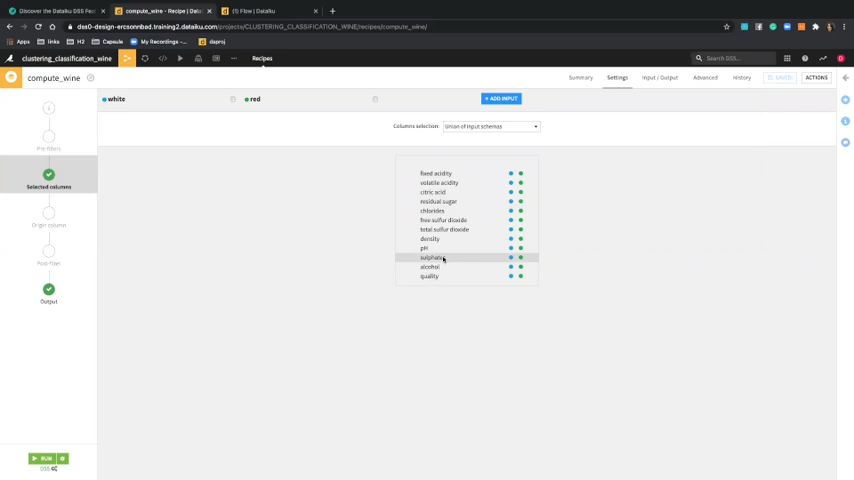 Discover the Dataiku DSS Feat
compute_wine - Recipe | Data
(1) Flow | Dataiku
dss0-design-ercsonnbad.training2.dataiku.com/projects/CLUSTERING_CLASSIFICATION_WINE/recipes/compute_wine/
Apps
links
H2
Capsule
My Recordings -...
dsproj
clustering_classification_wine
Recipes
Search DSS...
compute_wine
Summary
Settings
Input / Output
Advanced
History
SAVED!
ACTIONS
white
red
+ ADD INPUT
Columns selection:
Union of input schemas
Pre-filters
Selected columns
Origin column
Post-filter
Output
fixed acidity
volatile acidity
citric acid
residual sugar
chlorides
free sulfur dioxide
total sulfur dioxide
density
pH
sulphates
alcohol
quality
RUN
DSS